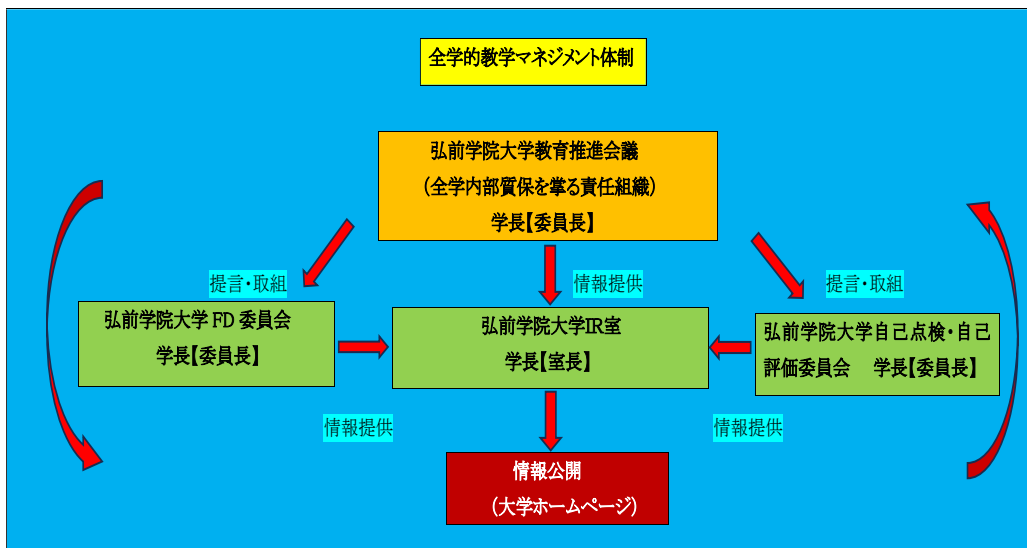 全学的教学マネジメント体制
弘前学院大学教育推進会議
（全学内部質保を掌る責任組織）
学長【委員長】
提言・取組
情報提供
提言・取組
弘前学院大学 FD 委員会
学長【委員長】
弘前学院大学IR室
学長【室長】
弘前学院大学自己点検・自己
評価委員会　学長【委員長】
情報提供
情報提供
情報公開
（大学ホームページ）